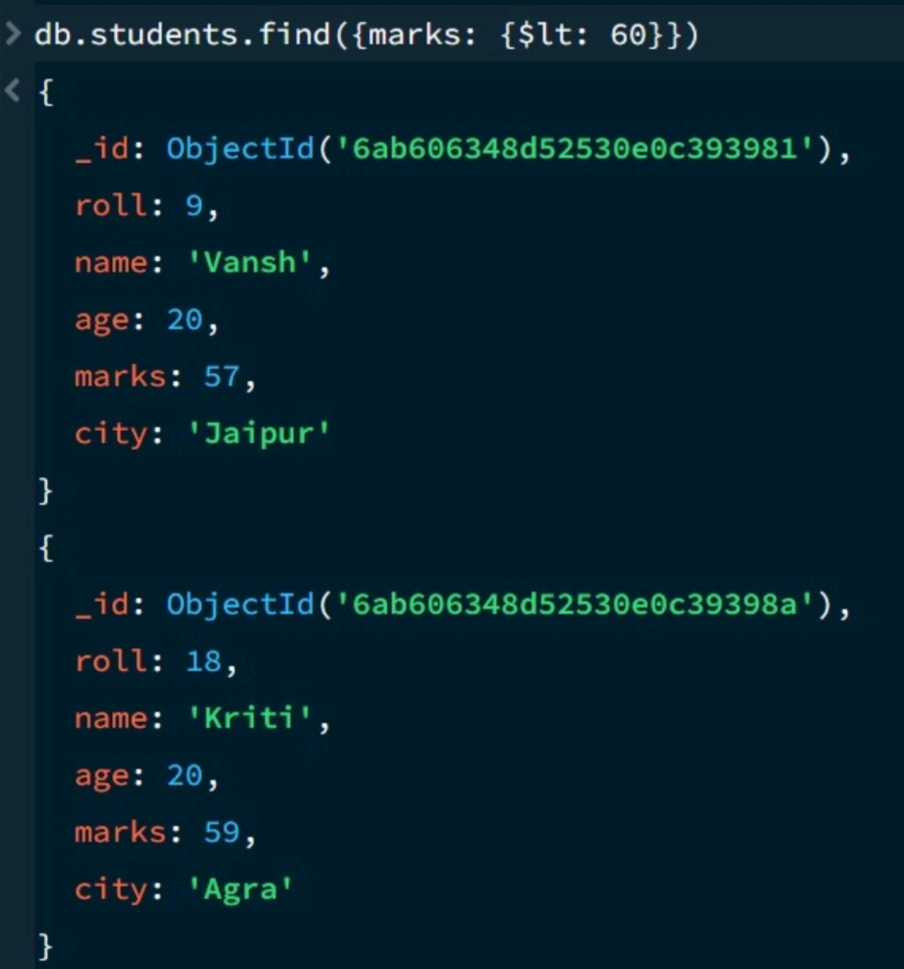 > db.students.find({marks: {$lt: 60}})
< {
  _id: ObjectId('6ab606348d52530e0c393981'),
  roll: 9,
  name: 'Vansh',
  age: 20,
  marks: 57,
  city: 'Jaipur'
}
{
  _id: ObjectId('6ab606348d52530e0c39398a'),
  roll: 18,
  name: 'Kriti',
  age: 20,
  marks: 59,
  city: 'Agra'
}